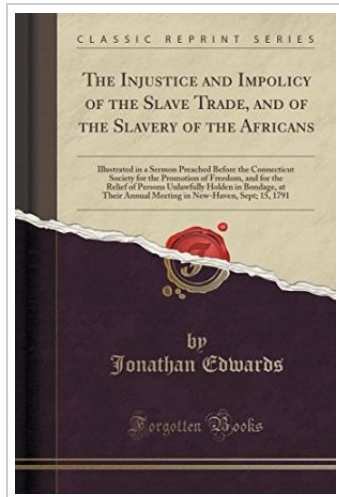 CLASSIC REPRINT SERIES
THE INJUSTICE AND IMPOLICY
OF THE SLAVE TRADE, AND OF
THE SLAVERY OF THE AFRICANS
Illustrated in a Sermon Preached Before the Connecticut
Society for the Promotion of Freedom, and for the
Relief of Persons Unlawfully Holden in Bondage, at
Their Annual Meeting in New-Haven, Sept; 15, 1791
by
Jonathan Edwards
Forgotten Books